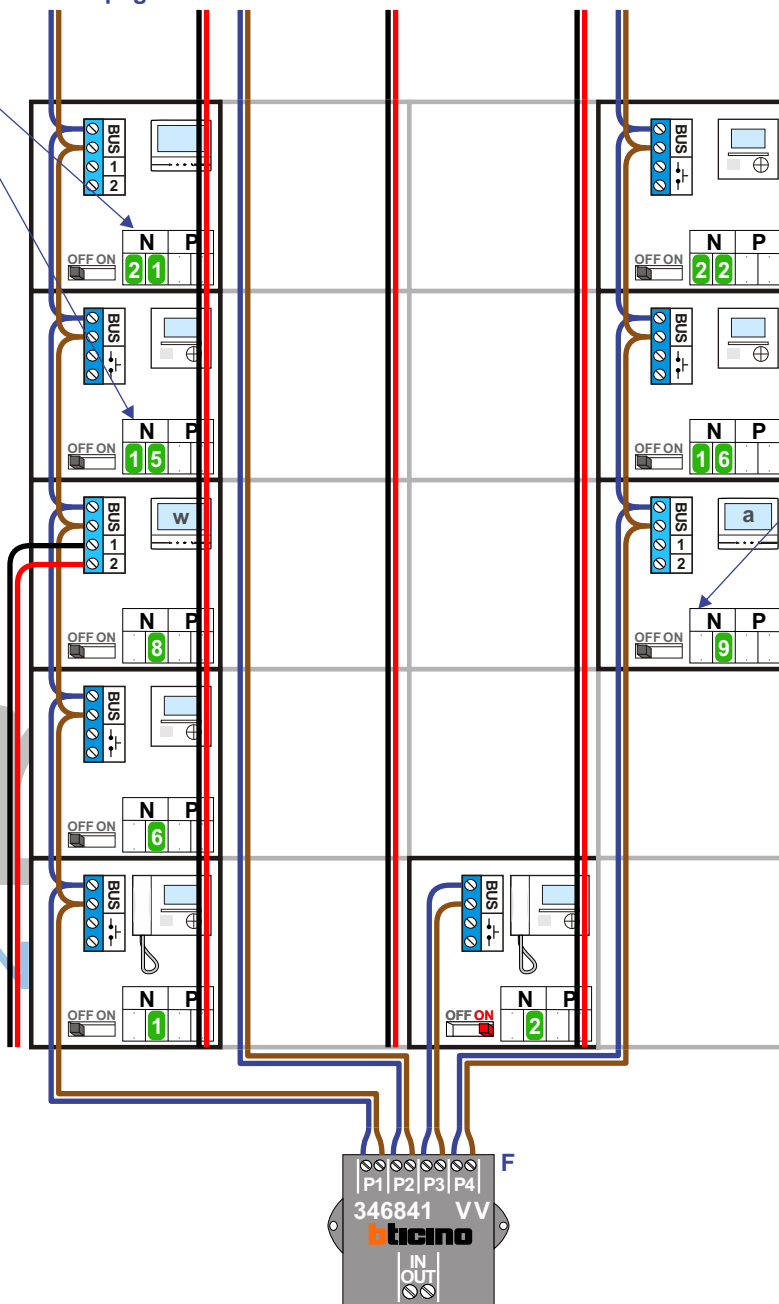 pag
BUS
1
2
OFF ON
N P
2 1
BUS
OFF ON
N P
2 2
BUS
OFF ON
N P
1 5
BUS
OFF ON
N P
1 6
BUS
1
2
w
OFF ON
N P
8
BUS
1
2
a
OFF ON
N P
9
BUS
OFF ON
N P
6
BUS
OFF ON
N P
1
BUS
OFF ON
N P
2
F
P1 P2 P3 P4
346841 VV
bticino
IN
OUT